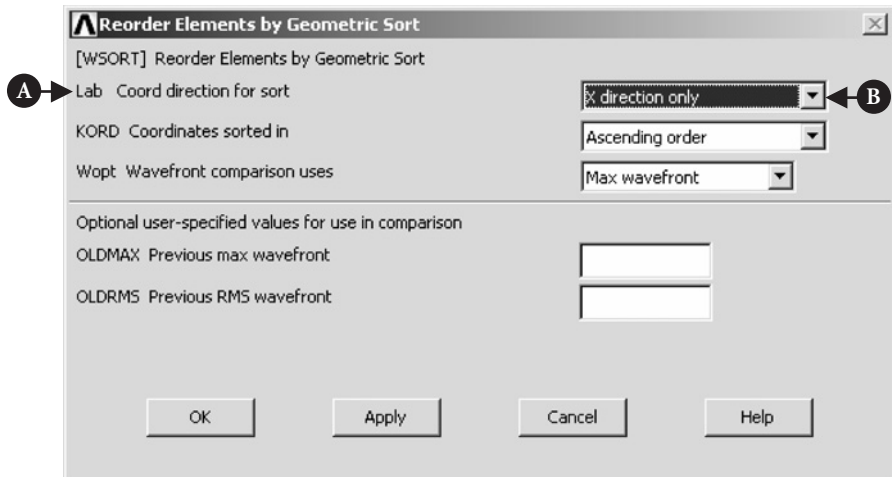 Reorder Elements by Geometric Sort
[WSORT] Reorder Elements by Geometric Sort
A Lab Coord direction for sort X direction only B
KORD Coordinates sorted in Ascending order
Wopt Wavefront comparison uses Max wavefront
Optional user-specified values for use in comparison
OLDMAX Previous max wavefront
OLDRMS Previous RMS wavefront
OK Apply Cancel Help